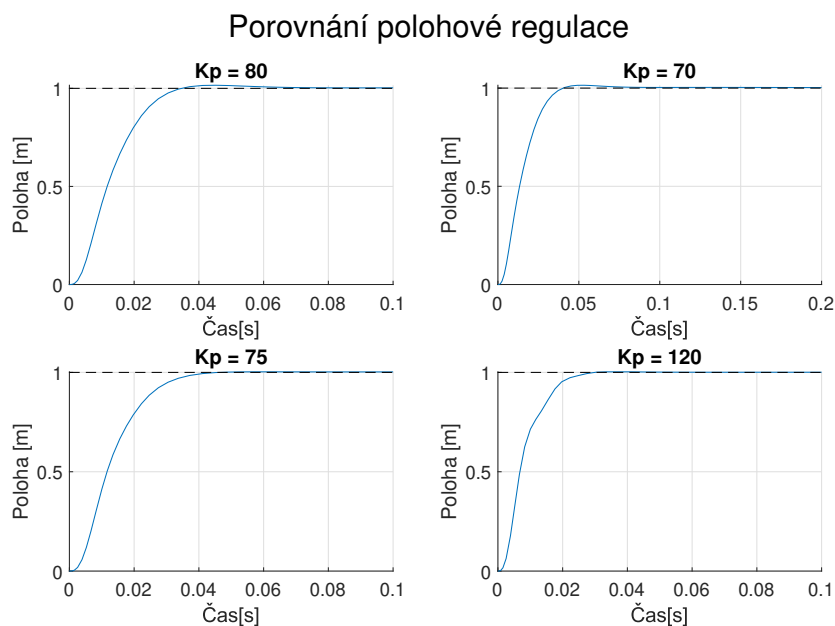 Porovnání polohové regulace
Kp = 80
Poloha [m]
1
0.5
0
0 0.02 0.04 0.06 0.08 0.1
Čas[s]
Kp = 70
Poloha [m]
1
0.5
0
0 0.05 0.1 0.15 0.2
Čas[s]
Kp = 75
Poloha [m]
1
0.5
0
0 0.02 0.04 0.06 0.08 0.1
Čas[s]
Kp = 120
Poloha [m]
1
0.5
0
0 0.02 0.04 0.06 0.08 0.1
Čas[s]